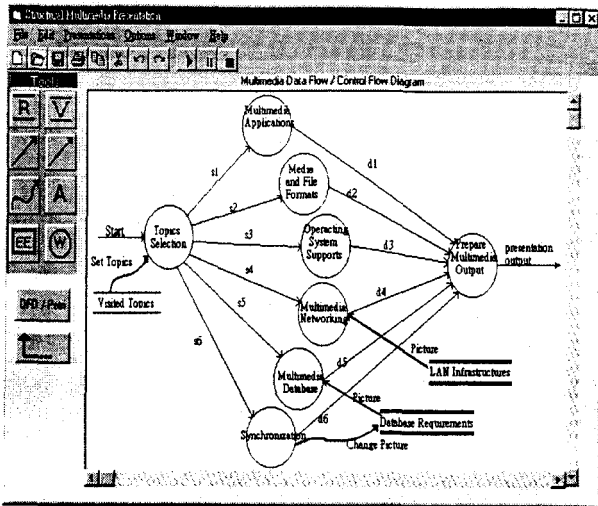 Structural Multimedia Presentation
File Edit Presentations Options Window Help
Tools
Multimedia Data Flow / Control Flow Diagram
R V
A
EE W
DFD /
Multimedia
Applications
Media
and File
Formats
Operating
System
Supports
Multimedia
Networking
Multimedia
Database
Synchronization
Start
Topics
Selection
Set Topics
Visited Topics
s1
s2
s3
s4
s5
s6
d1
d2
d3
d4
d5
d6
Prepare
Multimedia
Output
presentation
output
Picture
LAN Infrastructures
Picture
Database Requirements
Change Picture